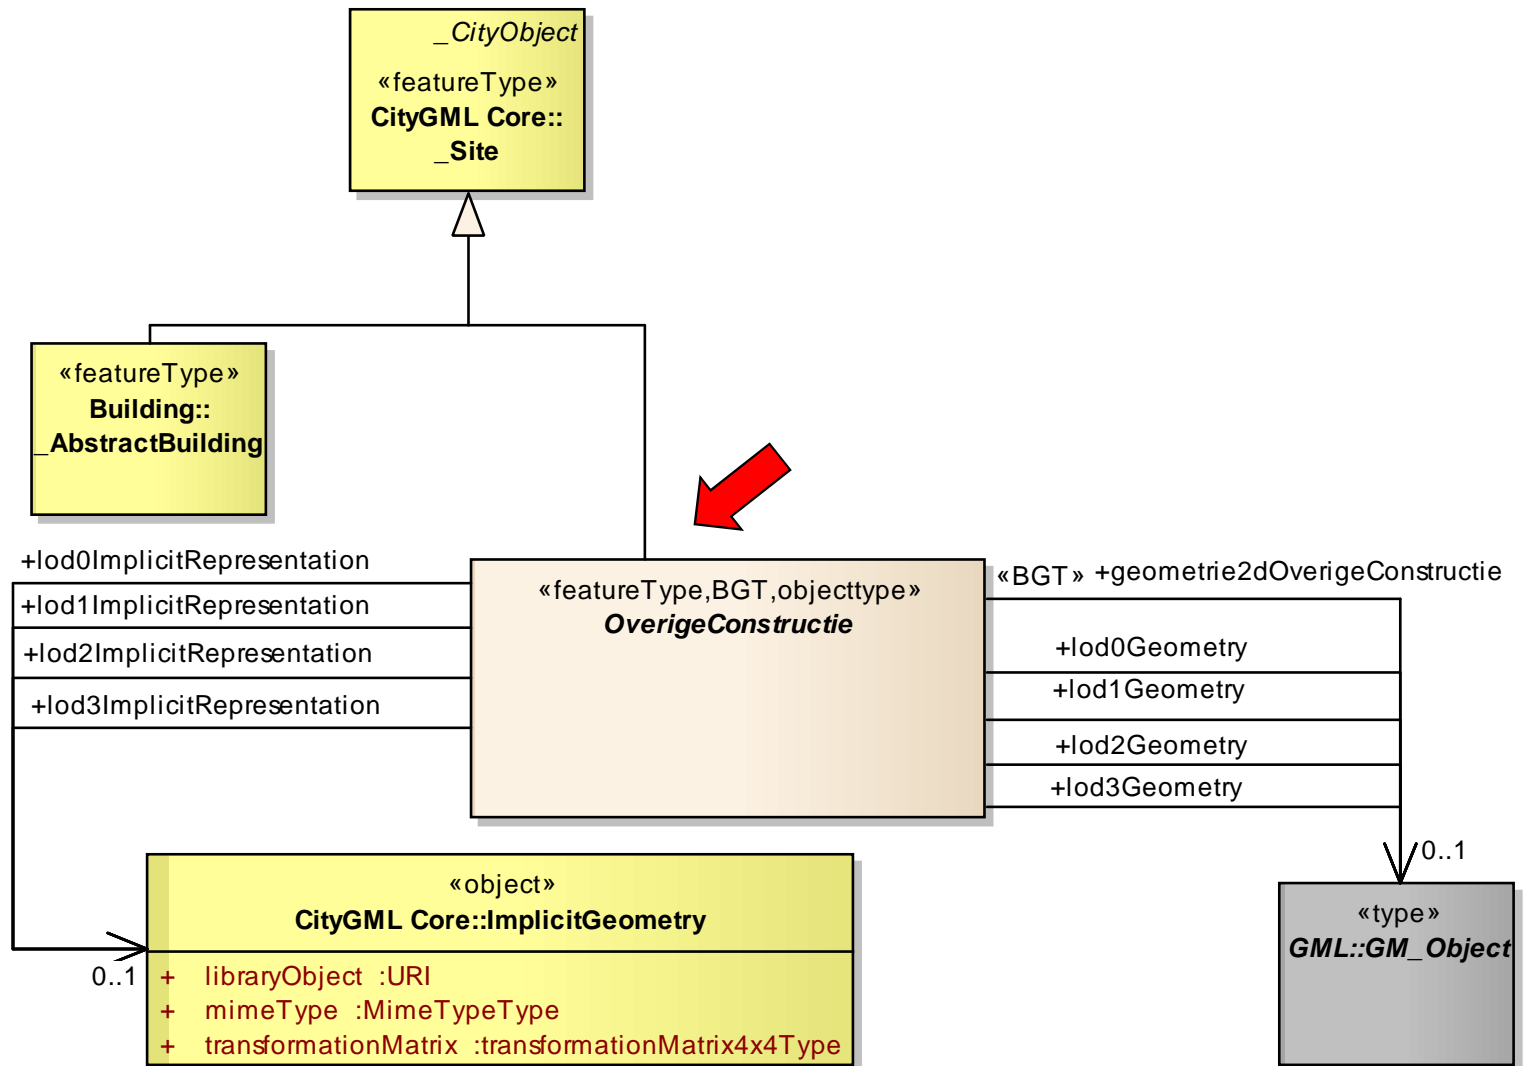 _CityObject
«featureType»
CityGML Core::
_Site
«featureType»
Building::
_AbstractBuilding
+lod0ImplicitRepresentation
+lod1ImplicitRepresentation
+lod2ImplicitRepresentation
+lod3ImplicitRepresentation
«featureType,BGT,objecttype»
OverigeConstructie
«BGT» +geometrie2dOverigeConstructie
+lod0Geometry
+lod1Geometry
+lod2Geometry
+lod3Geometry
0..1
0..1
«object»
CityGML Core::ImplicitGeometry
+ libraryObject :URI
+ mimeType :MimeTypeType
+ transformationMatrix :transformationMatrix4x4Type
«type»
GML::GM_Object